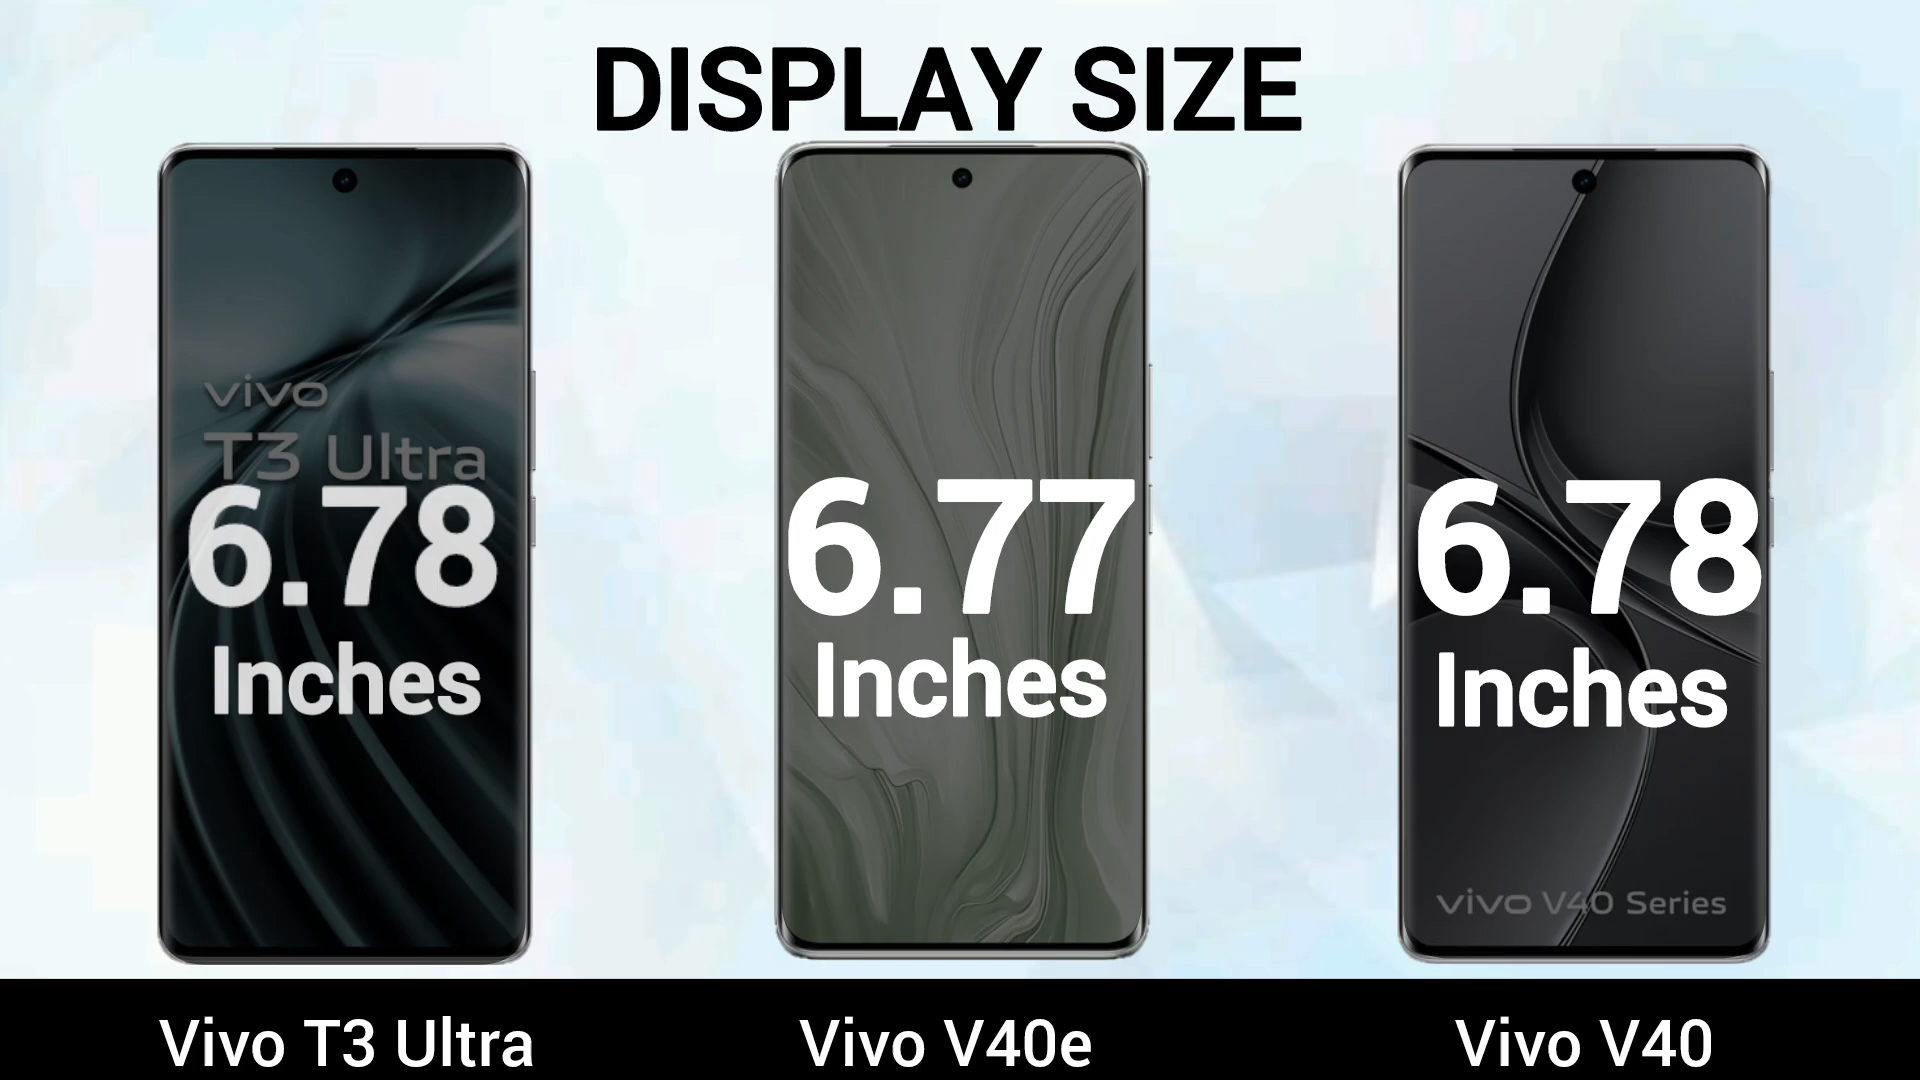 DISPLAY SIZE
vivo
T3 Ultra
6.78
Inches
6.77
Inches
6.78
Inches
vivo V40 Series
Vivo T3 Ultra
Vivo V40e
Vivo V40